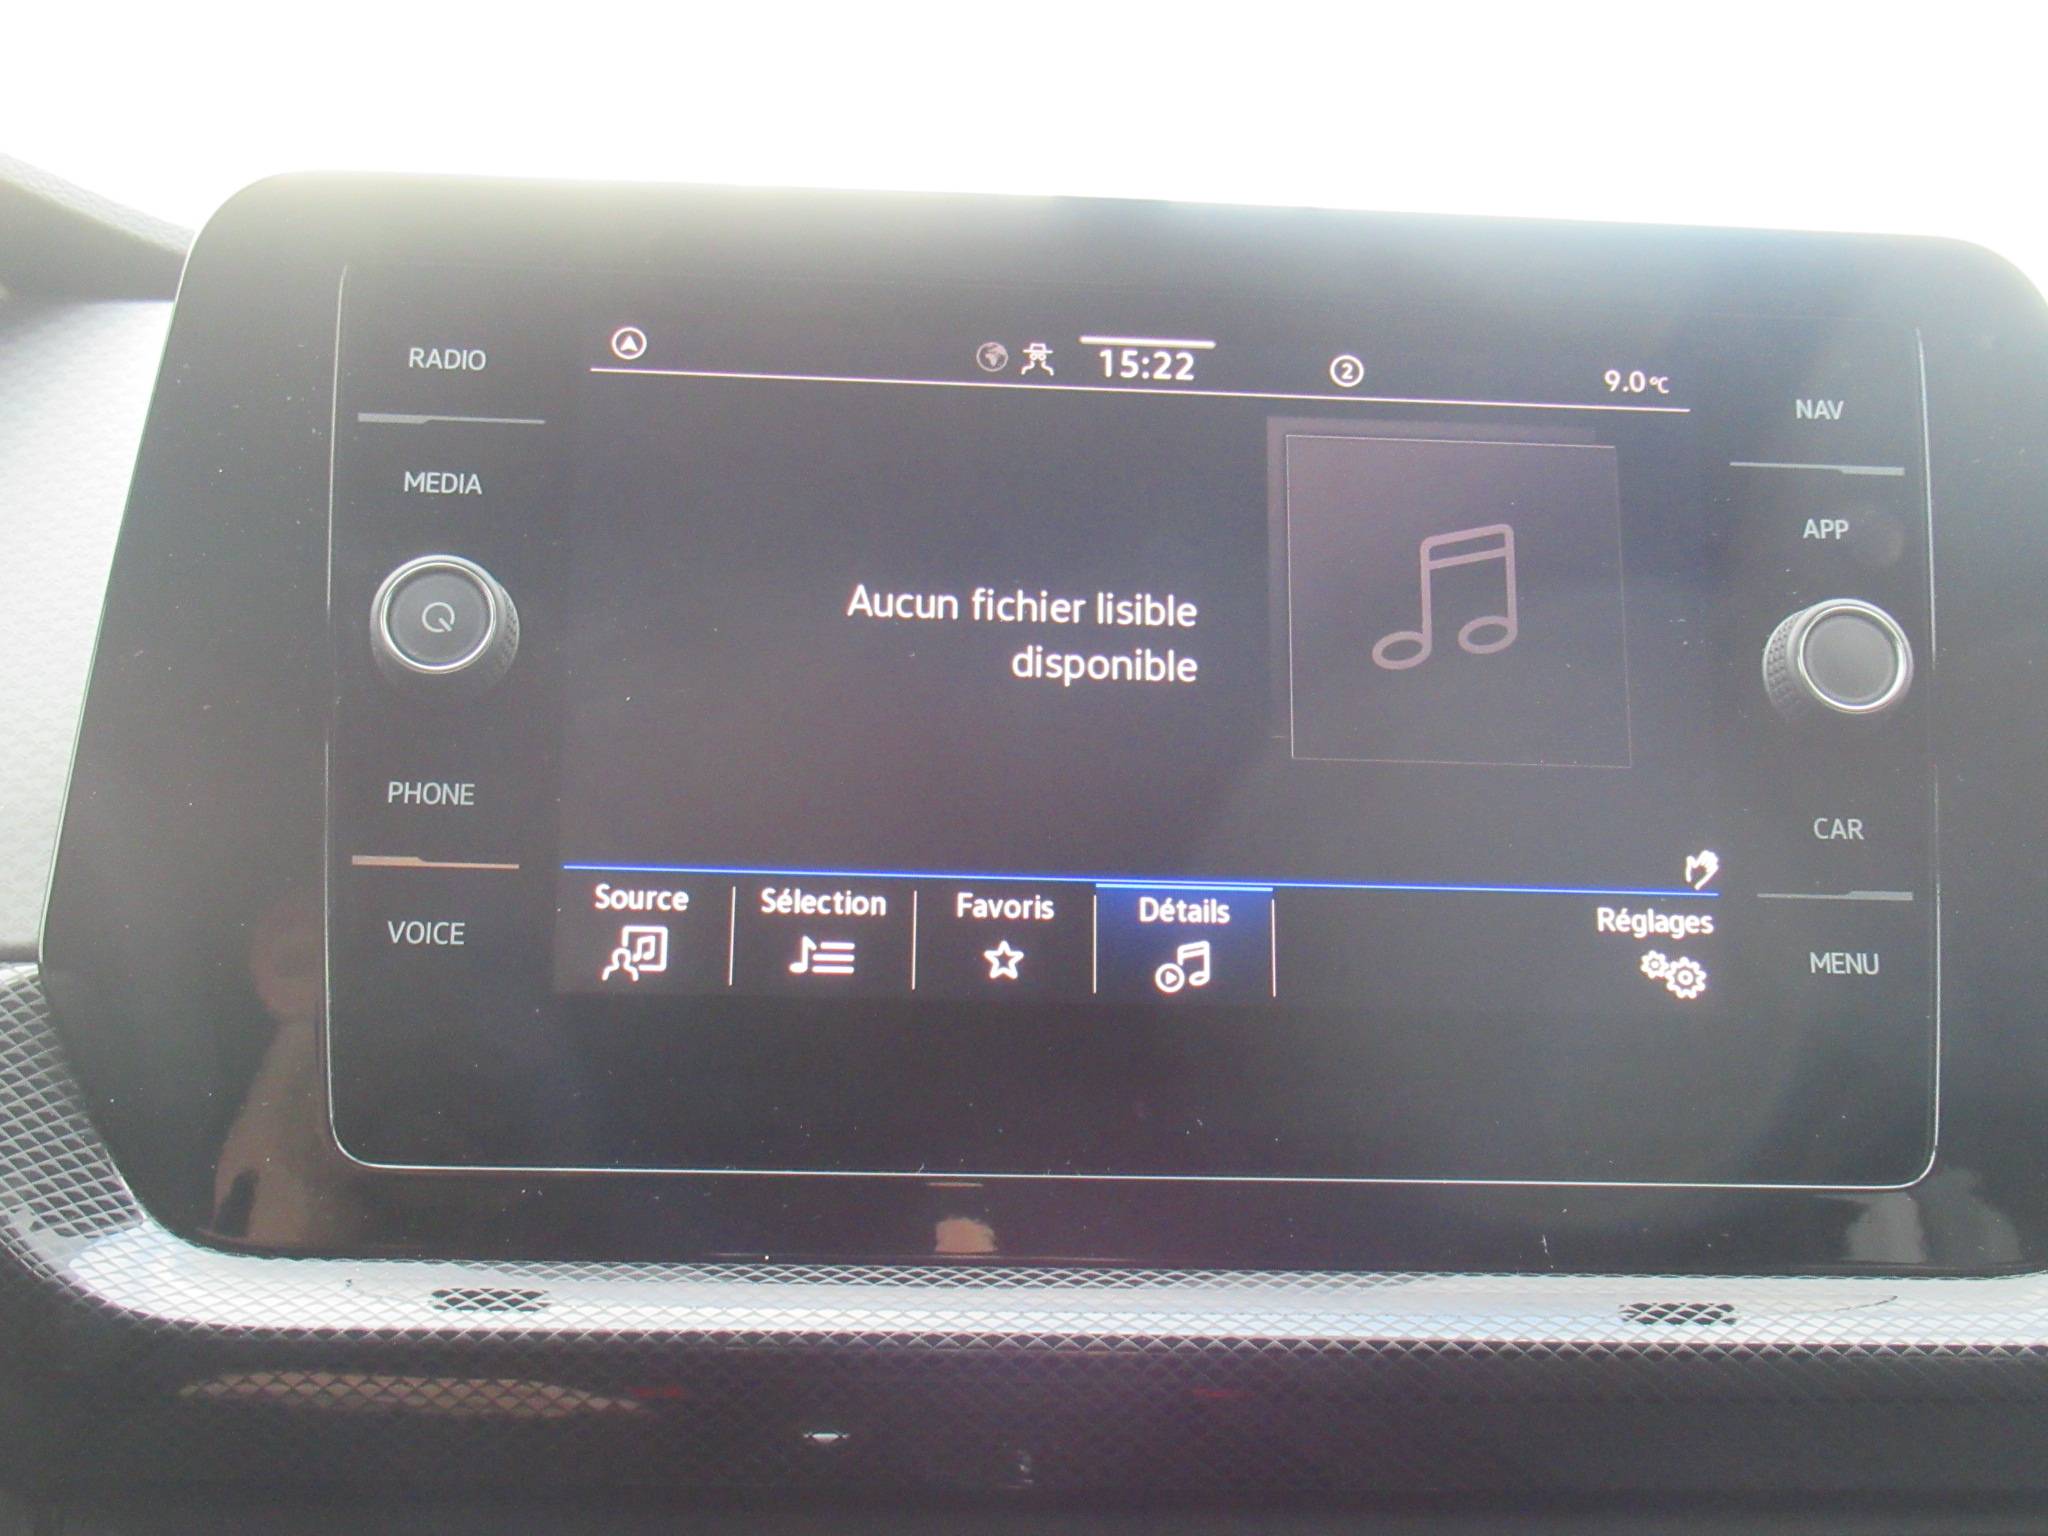 RADIO
MEDIA
PHONE
VOICE
15:22
2
9.0°C
Aucun fichier lisible
disponible
Source
Sélection
Favoris
Détails
Réglages
NAV
APP
CAR
MENU